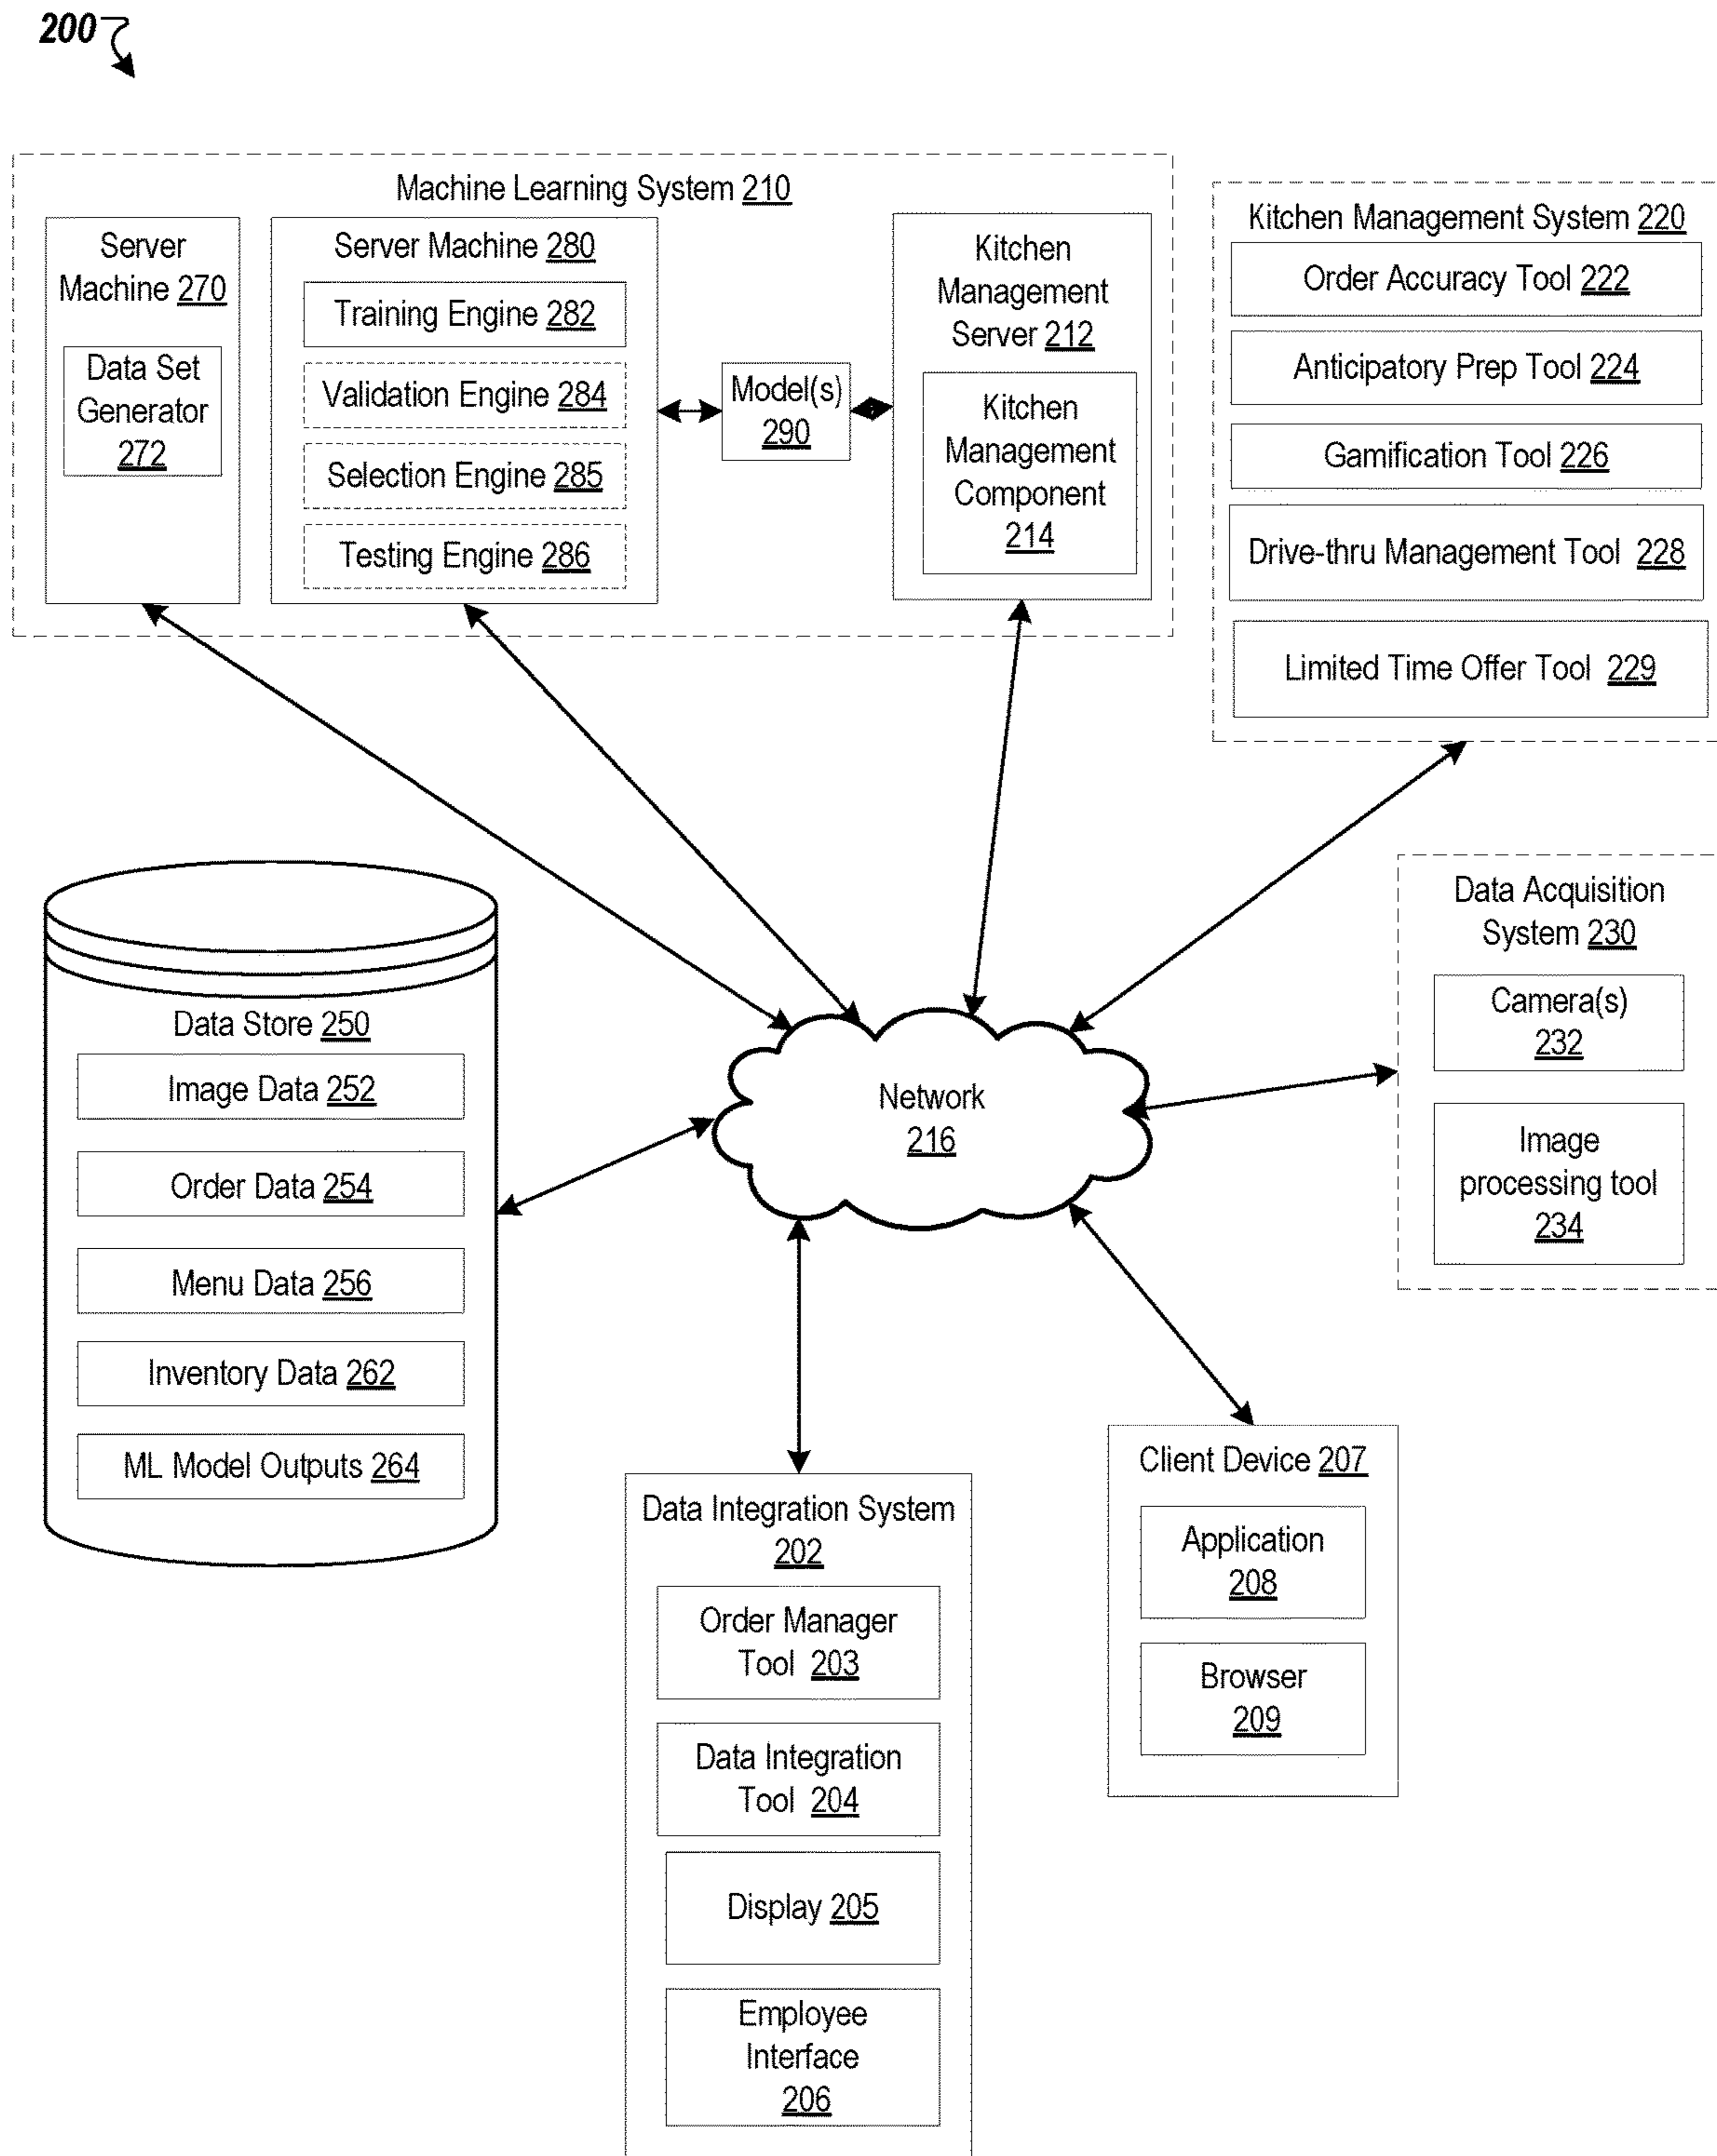 200
Machine Learning System 210
Server
Machine 270
Data Set
Generator
272
Server Machine 280
Training Engine 282
Validation Engine 284
Selection Engine 285
Testing Engine 286
Model(s)
290
Kitchen
Management
Server 212
Kitchen
Management
Component
214
Kitchen Management System 220
Order Accuracy Tool 222
Anticipatory Prep Tool 224
Gamification Tool 226
Drive-thru Management Tool 228
Limited Time Offer Tool 229
Data Acquisition
System 230
Camera(s)
232
Image
processing tool
234
Data Store 250
Image Data 252
Order Data 254
Menu Data 256
Inventory Data 262
ML Model Outputs 264
Network
216
Data Integration System
202
Order Manager
Tool 203
Data Integration
Tool 204
Display 205
Employee
Interface
206
Client Device 207
Application
208
Browser
209